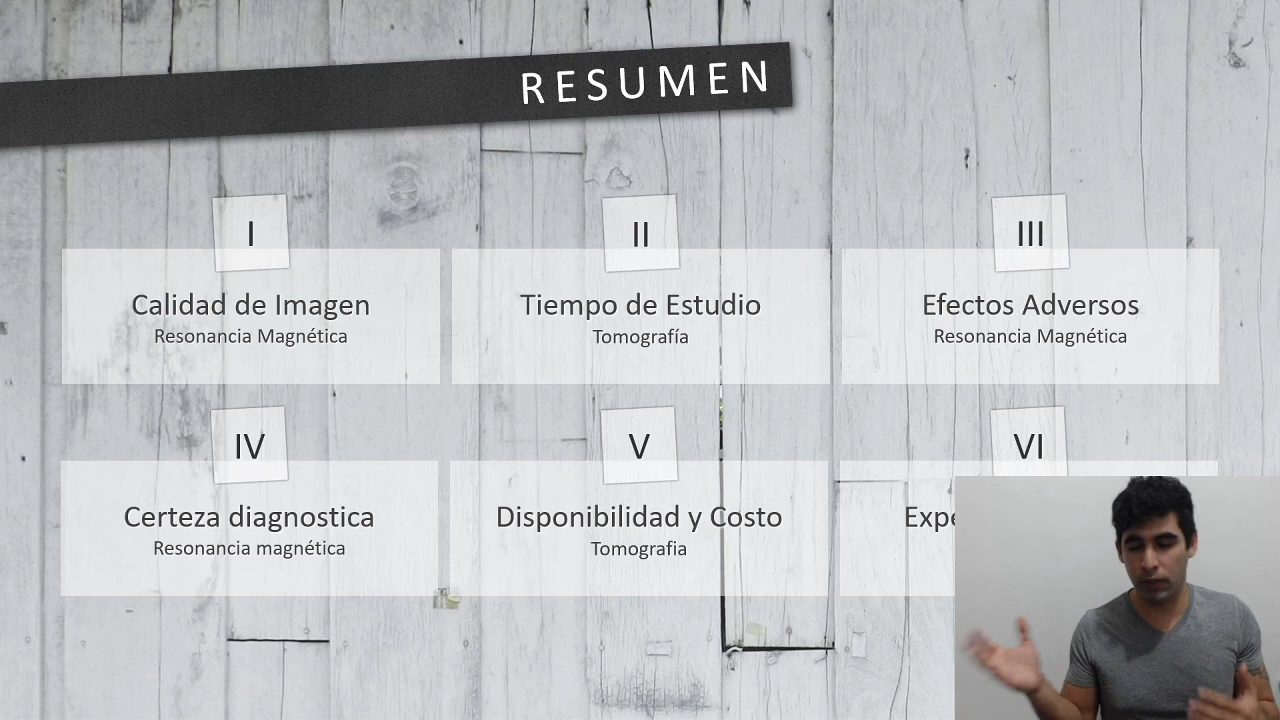 RESUMEN
I
Calidad de Imagen
Resonancia Magnética
II
Tiempo de Estudio
Tomografía
III
Efectos Adversos
Resonancia Magnética
IV
Certeza diagnostica
Resonancia magnética
V
Disponibilidad y Costo
Tomografia
VI